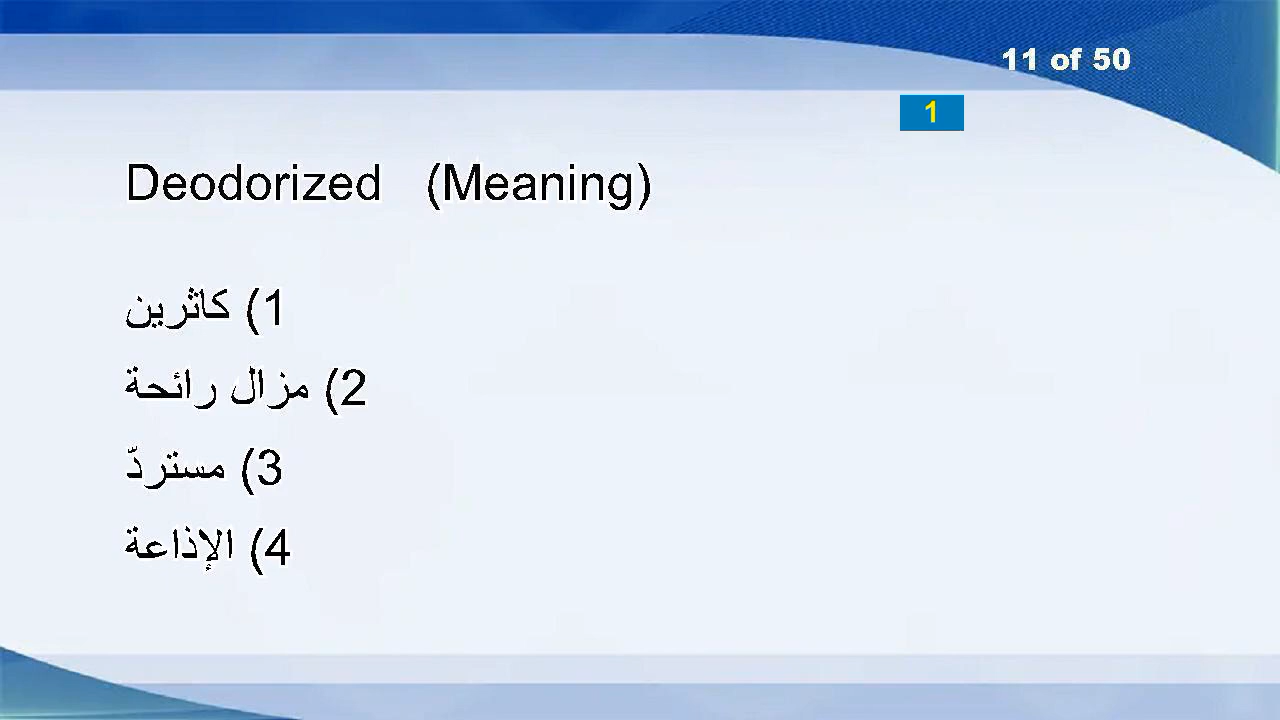 11 of 50
1
Deodorized (Meaning)
1) كاثرين
2) مزال رائحة
3) مستردّ
4) الإذاعة